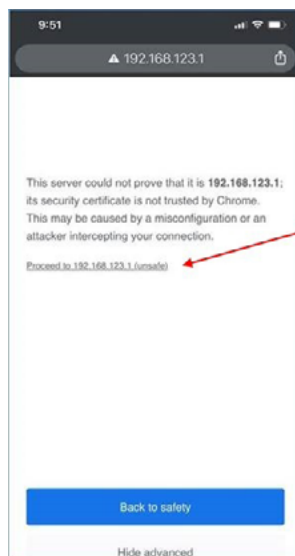 9:51
192.168.123.1
This server could not prove that it is 192.168.123.1;
its security certificate is not trusted by Chrome.
This may be caused by a misconfiguration or an
attacker intercepting your connection.
Proceed to 192.168.123.1 (unsafe)
Back to safety
Hide advanced